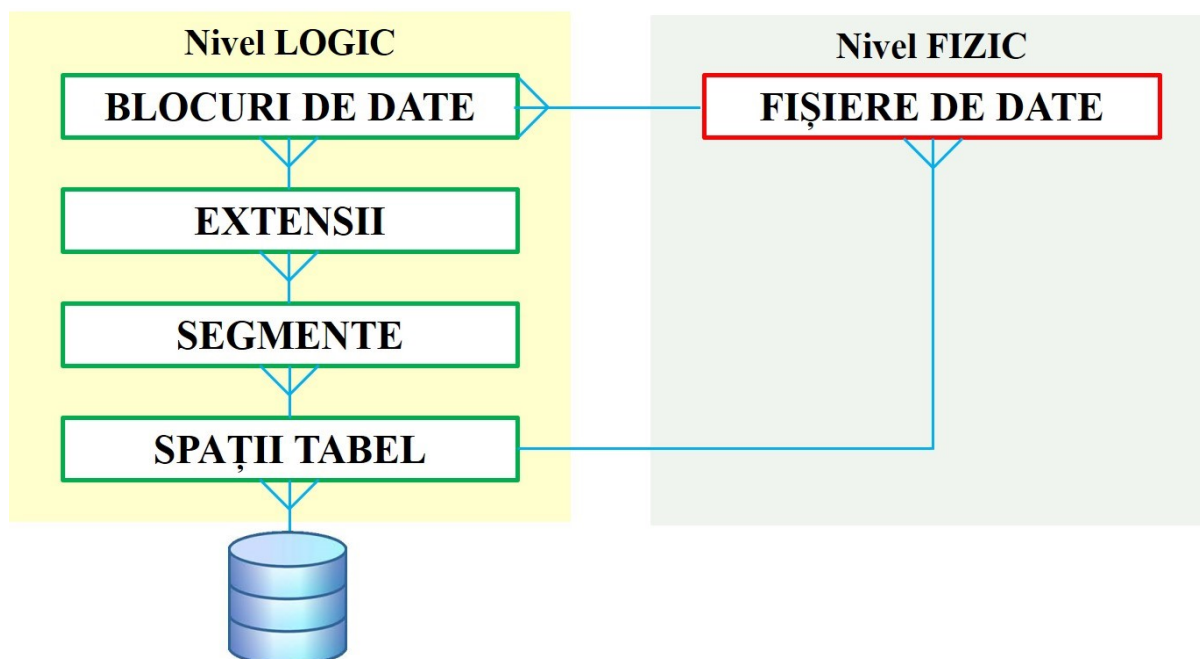 Nivel LOGIC
BLOCURI DE DATE
EXTENSII
SEGMENTE
SPAȚII TABEL
Nivel FIZIC
FIȘIERE DE DATE